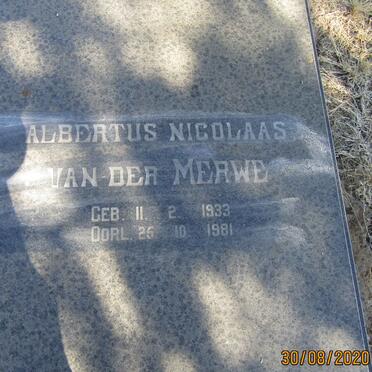 ALBERTUS NICOLAAS
VAN DER MERWE
GEB. 11. 2. 1933
OORL. 26. 10. 1981
30/08/2020